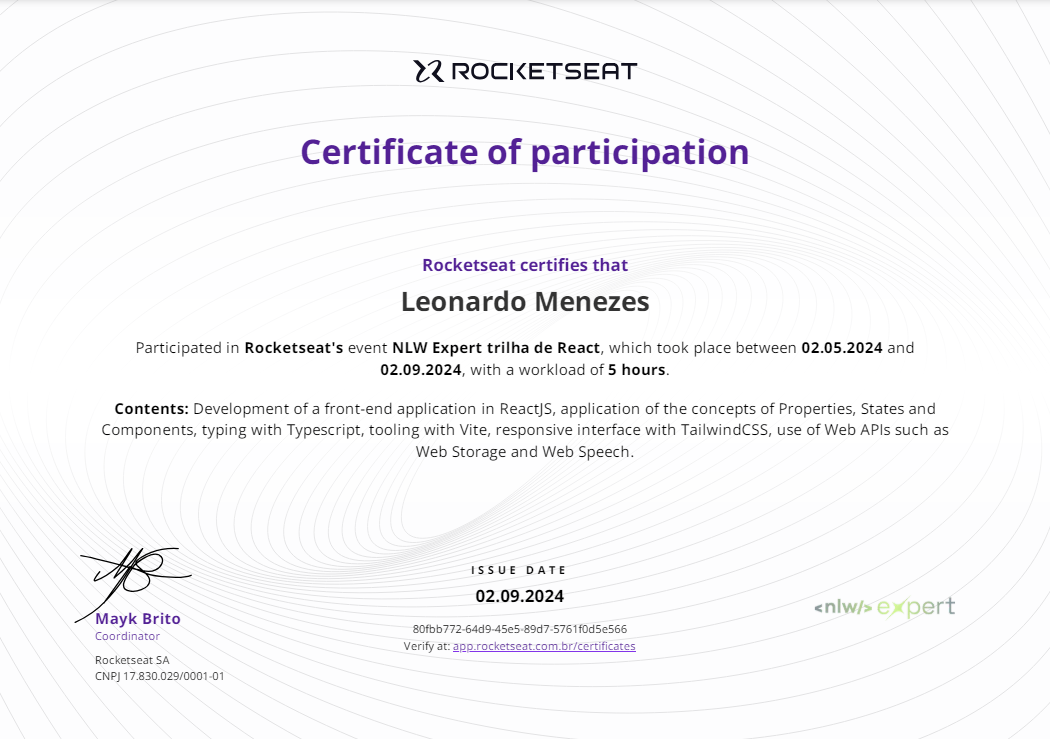 ROCKETSEAT
Certificate of participation
Rocketseat certifies that
Leonardo Menezes
Participated in Rocketseat's event NLW Expert trilha de React, which took place between 02.05.2024 and
02.09.2024, with a workload of 5 hours.
Contents: Development of a front-end application in ReactJS, application of the concepts of Properties, States and
Components, typing with Typescript, tooling with Vite, responsive interface with TailwindCSS, use of Web APIs such as
Web Storage and Web Speech.
Mayk Brito
Coordinator
Rocketseat SA
CNPJ 17.830.029/0001-01
ISSUE DATE
02.09.2024
80fbb772-64d9-45e5-89d7-5761f0d5e566
Verify at: app.rocketseat.com.br/certificates
<nlw/> expert